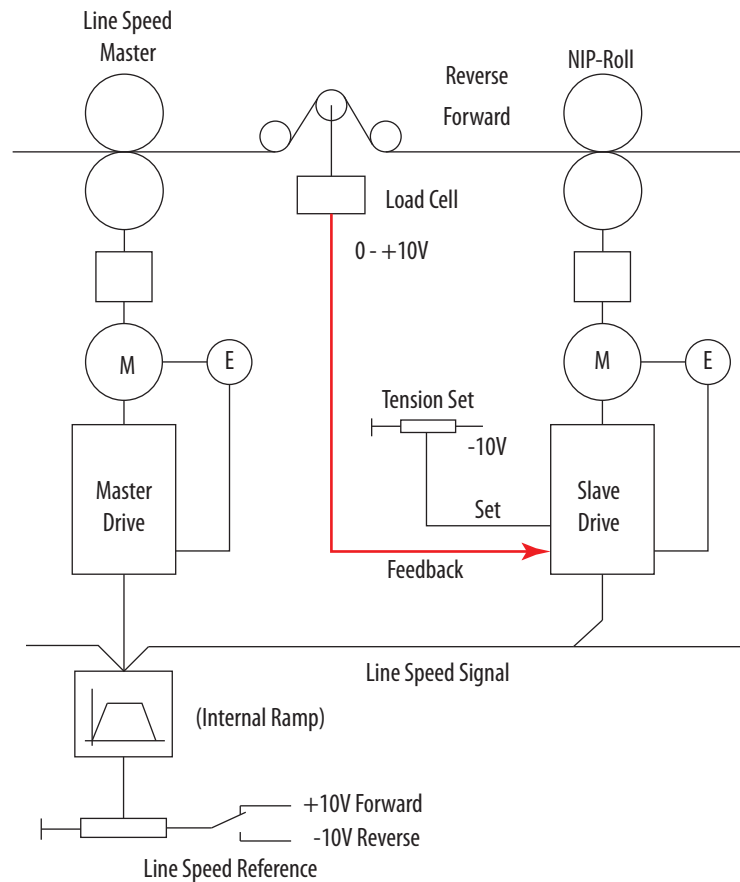 Line Speed
Master
NIP-Roll
Reverse
Forward
Load Cell
0 - +10V
M
E
M
E
Tension Set
-10V
Master
Drive
Set
Slave
Drive
Feedback
Line Speed Signal
(Internal Ramp)
+10V Forward
-10V Reverse
Line Speed Reference